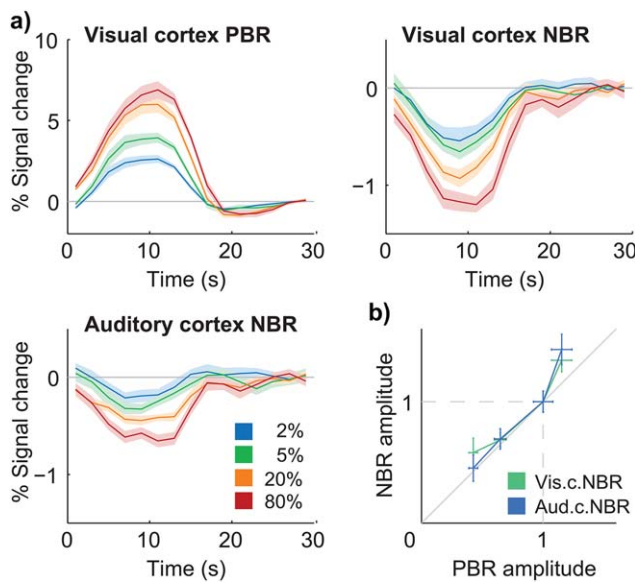 a)
Visual cortex PBR
% Signal change
10
5
0
0 10 20 30
Time (s)
Visual cortex NBR
% Signal change
0
−1
0 10 20 30
Time (s)
Auditory cortex NBR
% Signal change
0
−1
0 10 20 30
Time (s)
2%
5%
20%
80%
b)
NBR amplitude
1
1
PBR amplitude
Vis.c.NBR
Aud.c.NBR